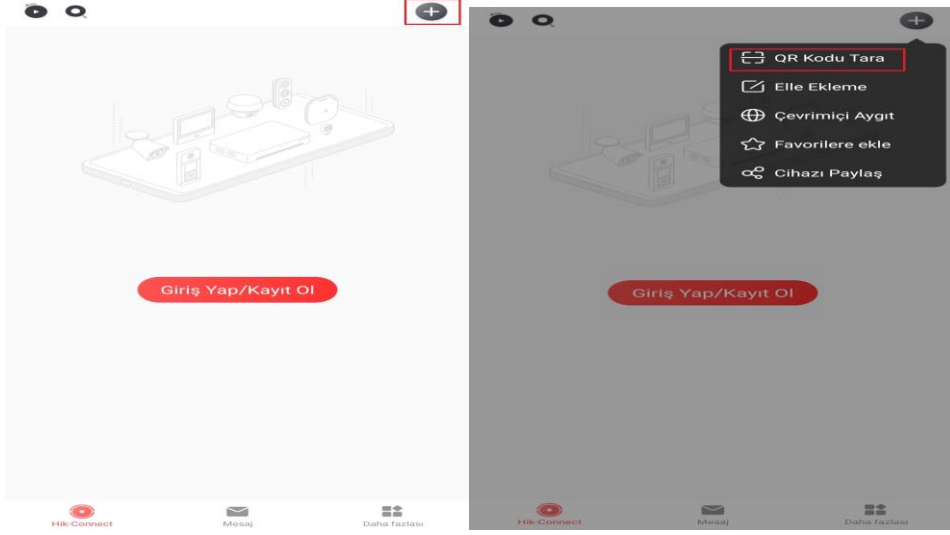 Giriş Yap/Kayıt Ol
Hik-Connect
Mesaj
Daha fazlası
QR Kodu Tara
Elle Ekleme
Çevrimiçi Aygıt
Favorilere ekle
Cihazı Paylaş
Giriş Yap/Kayıt Ol
Hik-Connect
Mesaj
Daha fazlası